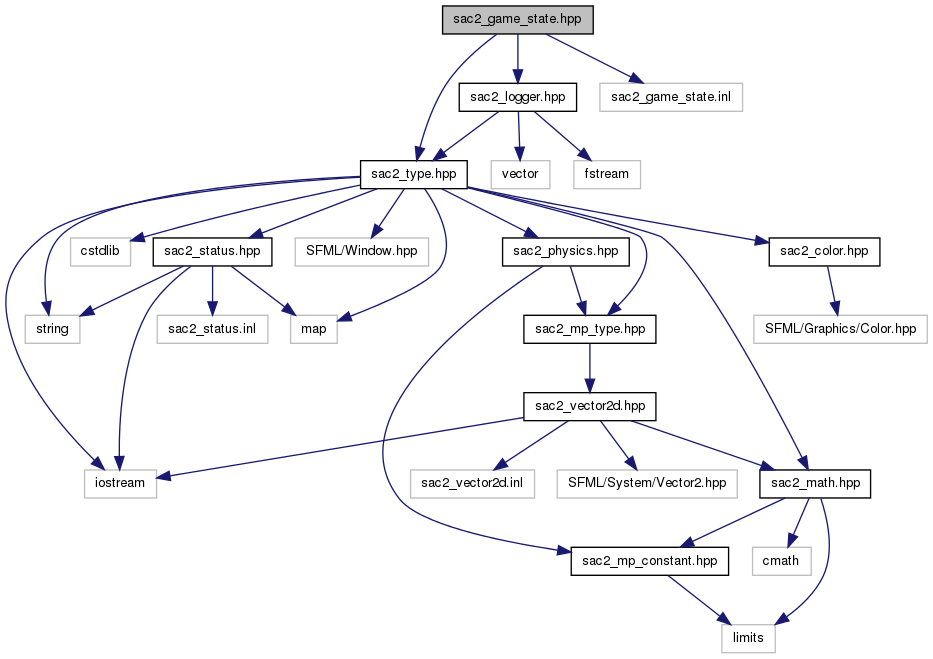 sac2_game_state.hpp
sac2_logger.hpp
sac2_game_state.inl
sac2_type.hpp
vector
fstream
cstdlib
sac2_status.hpp
SFML/Window.hpp
sac2_physics.hpp
sac2_color.hpp
string
sac2_status.inl
map
sac2_mp_type.hpp
SFML/Graphics/Color.hpp
sac2_vector2d.hpp
iostream
sac2_vector2d.inl
SFML/System/Vector2.hpp
sac2_math.hpp
sac2_mp_constant.hpp
cmath
limits